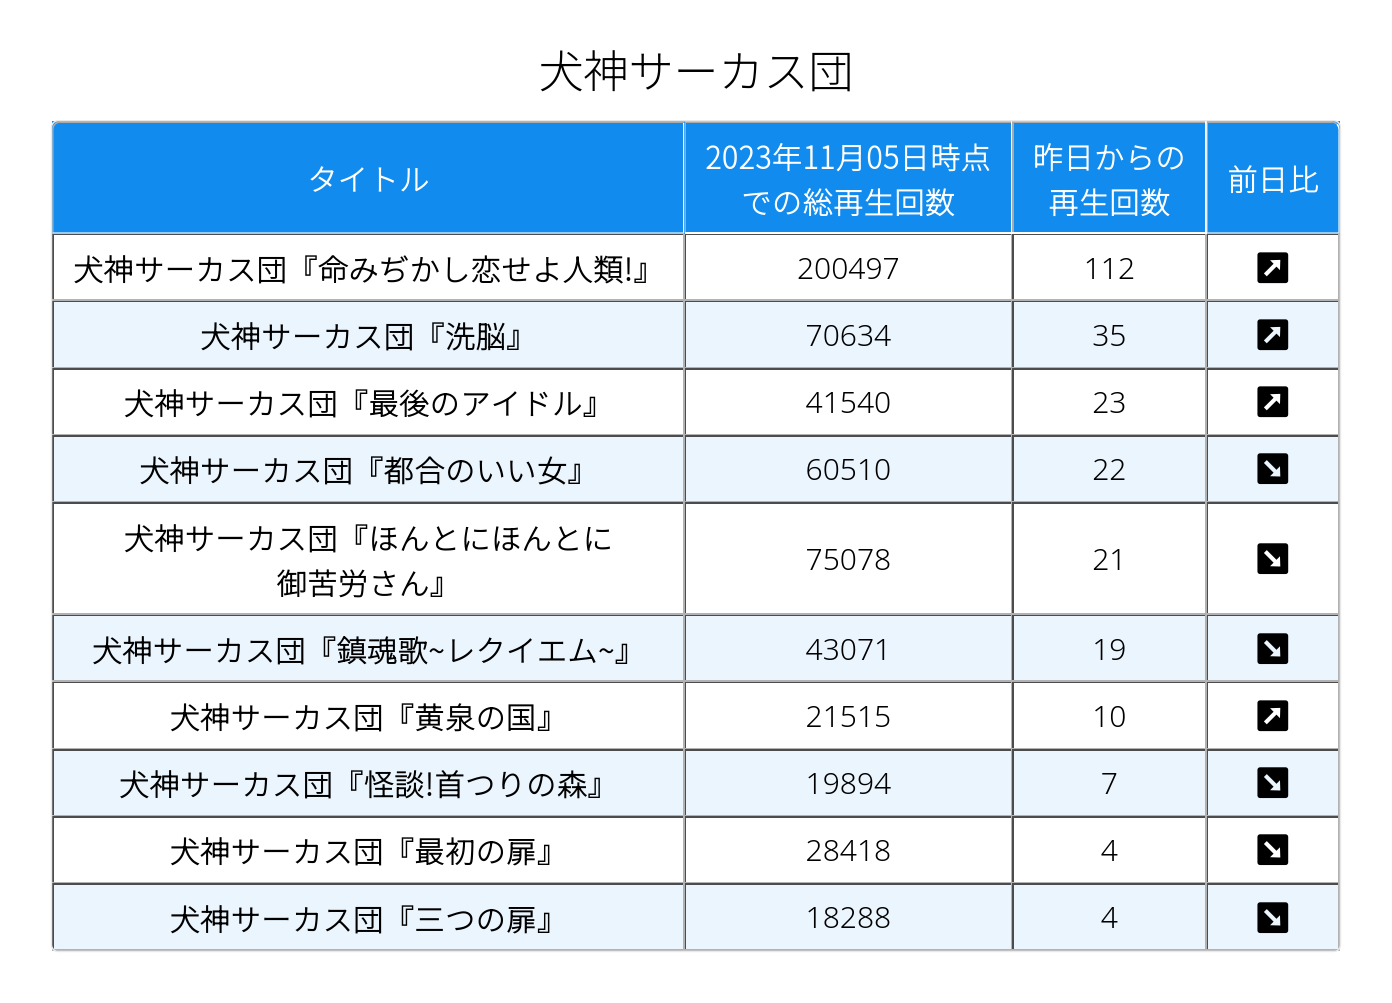 犬神サーカス団
タイトル
2023年11月05日時点
での総再生回数
昨日からの
再生回数
前日比
犬神サーカス団『命みぢかし恋せよ人類!』 200497 112 ↗
犬神サーカス団『洗脳』 70634 35 ↗
犬神サーカス団『最後のアイドル』 41540 23 ↗
犬神サーカス団『都合のいい女』 60510 22 ↘
犬神サーカス団『ほんとにほんとに
御苦労さん』 75078 21 ↘
犬神サーカス団『鎮魂歌~レクイエム~』 43071 19 ↘
犬神サーカス団『黄泉の国』 21515 10 ↗
犬神サーカス団『怪談!首つりの森』 19894 7 ↘
犬神サーカス団『最初の扉』 28418 4 ↘
犬神サーカス団『三つの扉』 18288 4 ↘